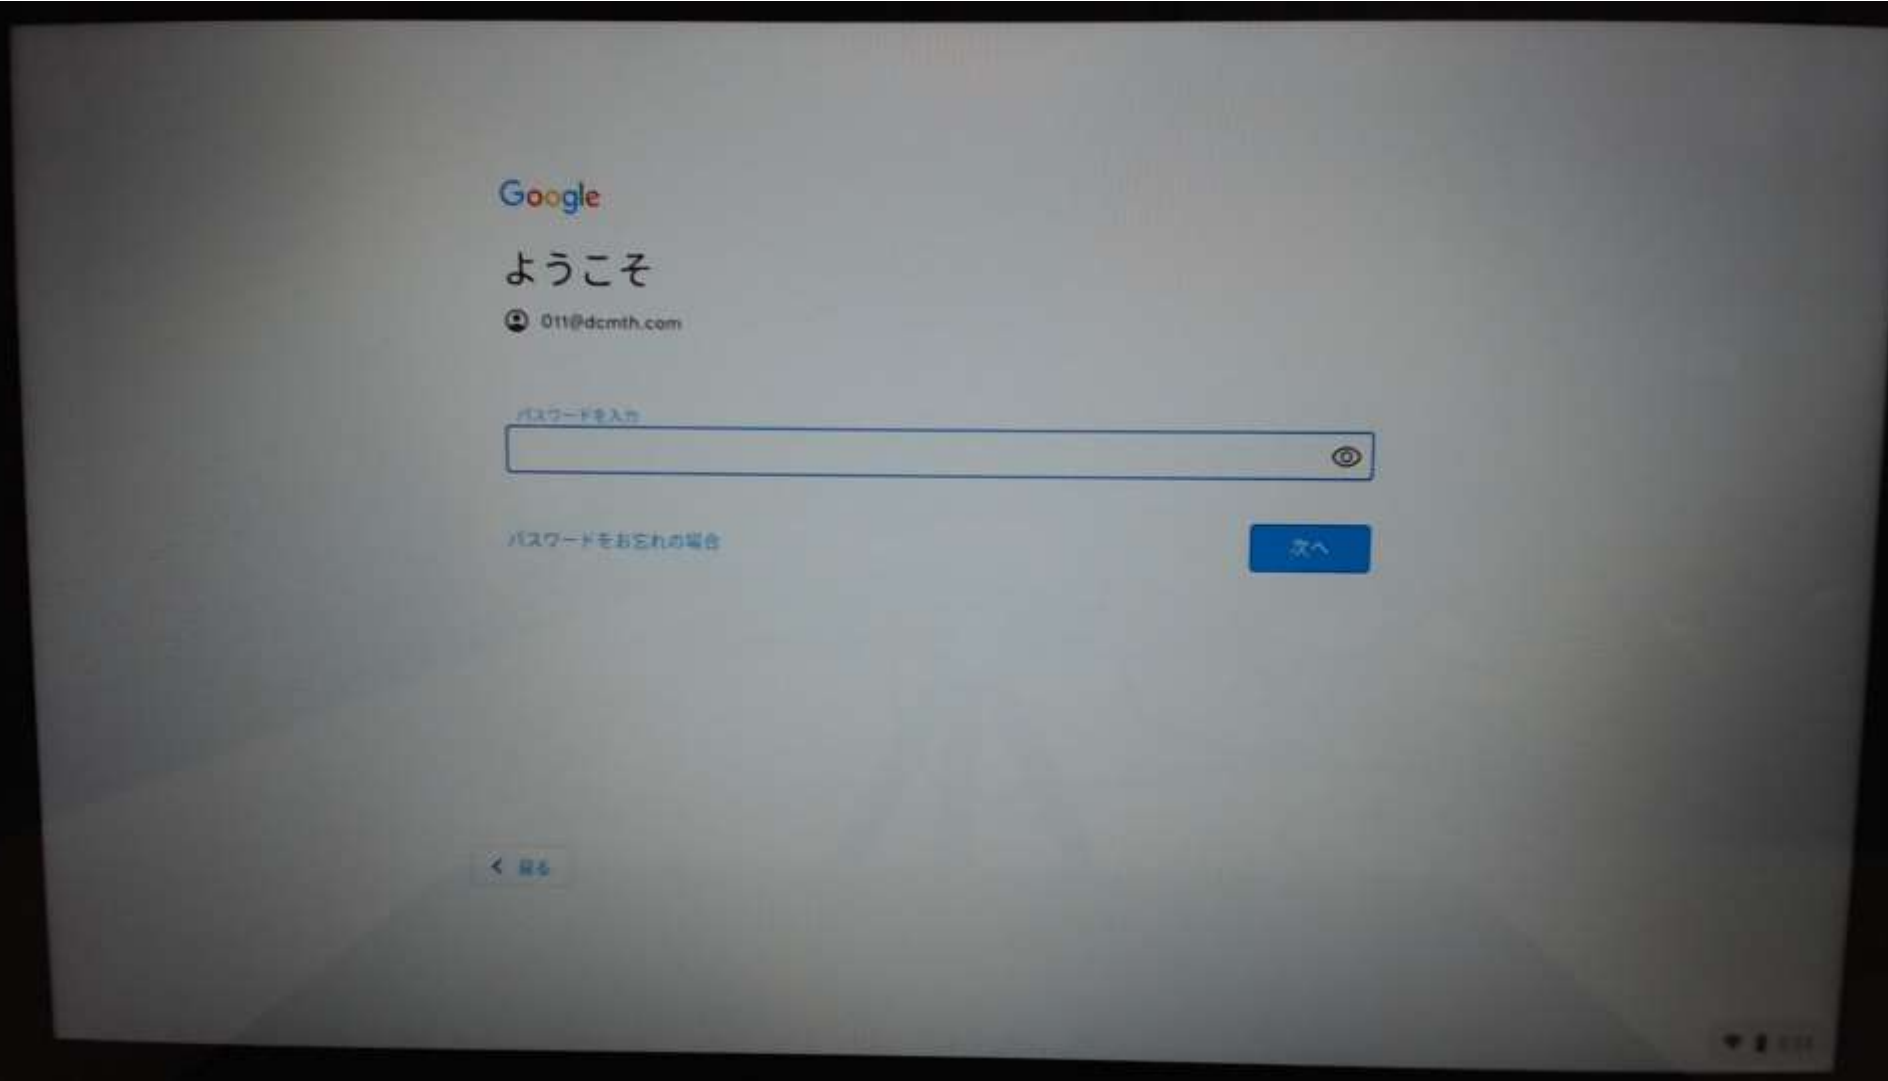 Google
ようこそ
011@dcmth.com
パスワードを入力
パスワードをお忘れの場合
次へ
戻る